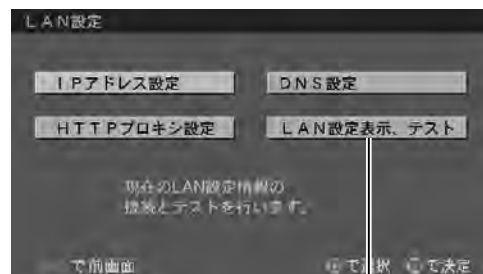 LAN設定
IPアドレス設定
DNS設定
HTTPプロキシ設定
LAN設定表示、テスト
現在のLAN設定情報の
接続とテストを行います。
で前画面
で選択
で決定